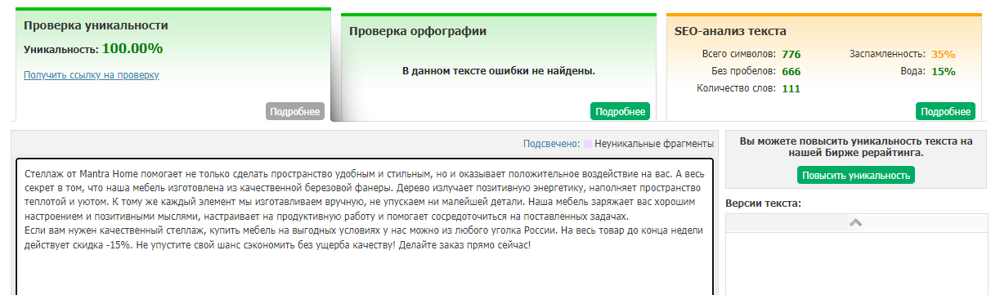 Проверка уникальности
Уникальность: 100.00%
Получить ссылку на проверку
Подробнее
Проверка орфографии
В данном тексте ошибки не найдены.
Подробнее
SEO-анализ текста
Всего символов: 776
Без пробелов: 666
Количество слов: 111
Заспамленность: 35%
Вода: 15%
Подробнее
Подсвечено: Неуникальные фрагменты
Стеллаж от Mantra Home помогает не только сделать пространство удобным и стильным, но и оказывает положительное воздействие на вас. А весь
секрет в том, что наша мебель изготовлена из качественной березовой фанеры. Дерево излучает позитивную энергетику, наполняет пространство
теплотой и уютом. К тому же каждый элемент мы изготавливаем вручную, не упускаем ни малейшей детали. Наша мебель заряжает вас хорошим
настроением и позитивными мыслями, настраивает на продуктивную работу и помогает сосредоточиться на поставленных задачах.
Если вам нужен качественный стеллаж, купить мебель на выгодных условиях у нас можно из любого уголка России. На весь товар до конца недели
действует скидка -15%. Не упустите свой шанс сэкономить без ущерба качеству! Делайте заказ прямо сейчас!
Вы можете повысить уникальность текста на
нашей Бирже рерайтинга.
Повысить уникальность
Версии текста: